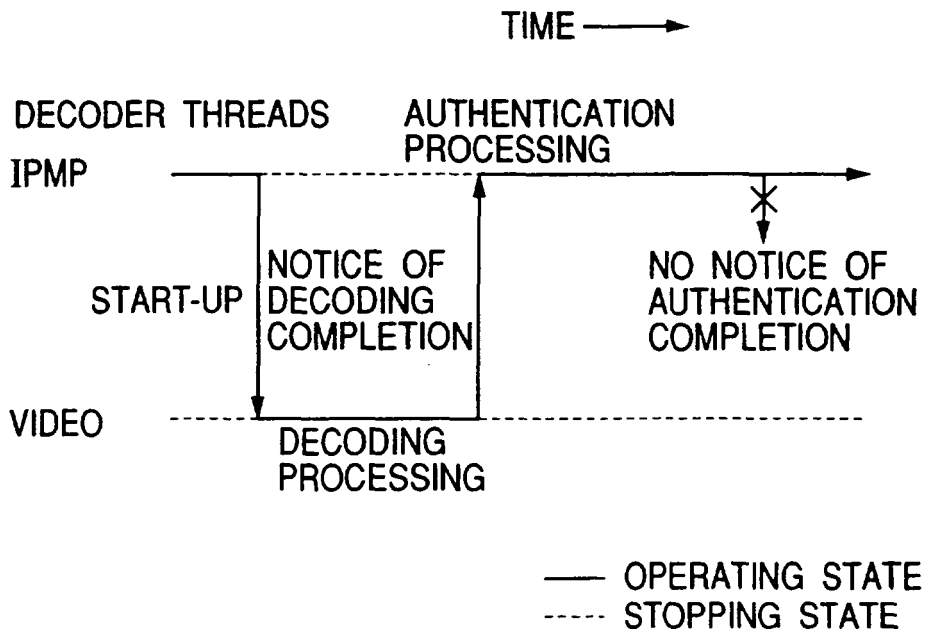 TIME
DECODER THREADS
AUTHENTICATION
PROCESSING
IPMP
START-UP
NOTICE OF
DECODING
COMPLETION
NO NOTICE OF
AUTHENTICATION
COMPLETION
VIDEO
DECODING
PROCESSING
OPERATING STATE
STOPPING STATE